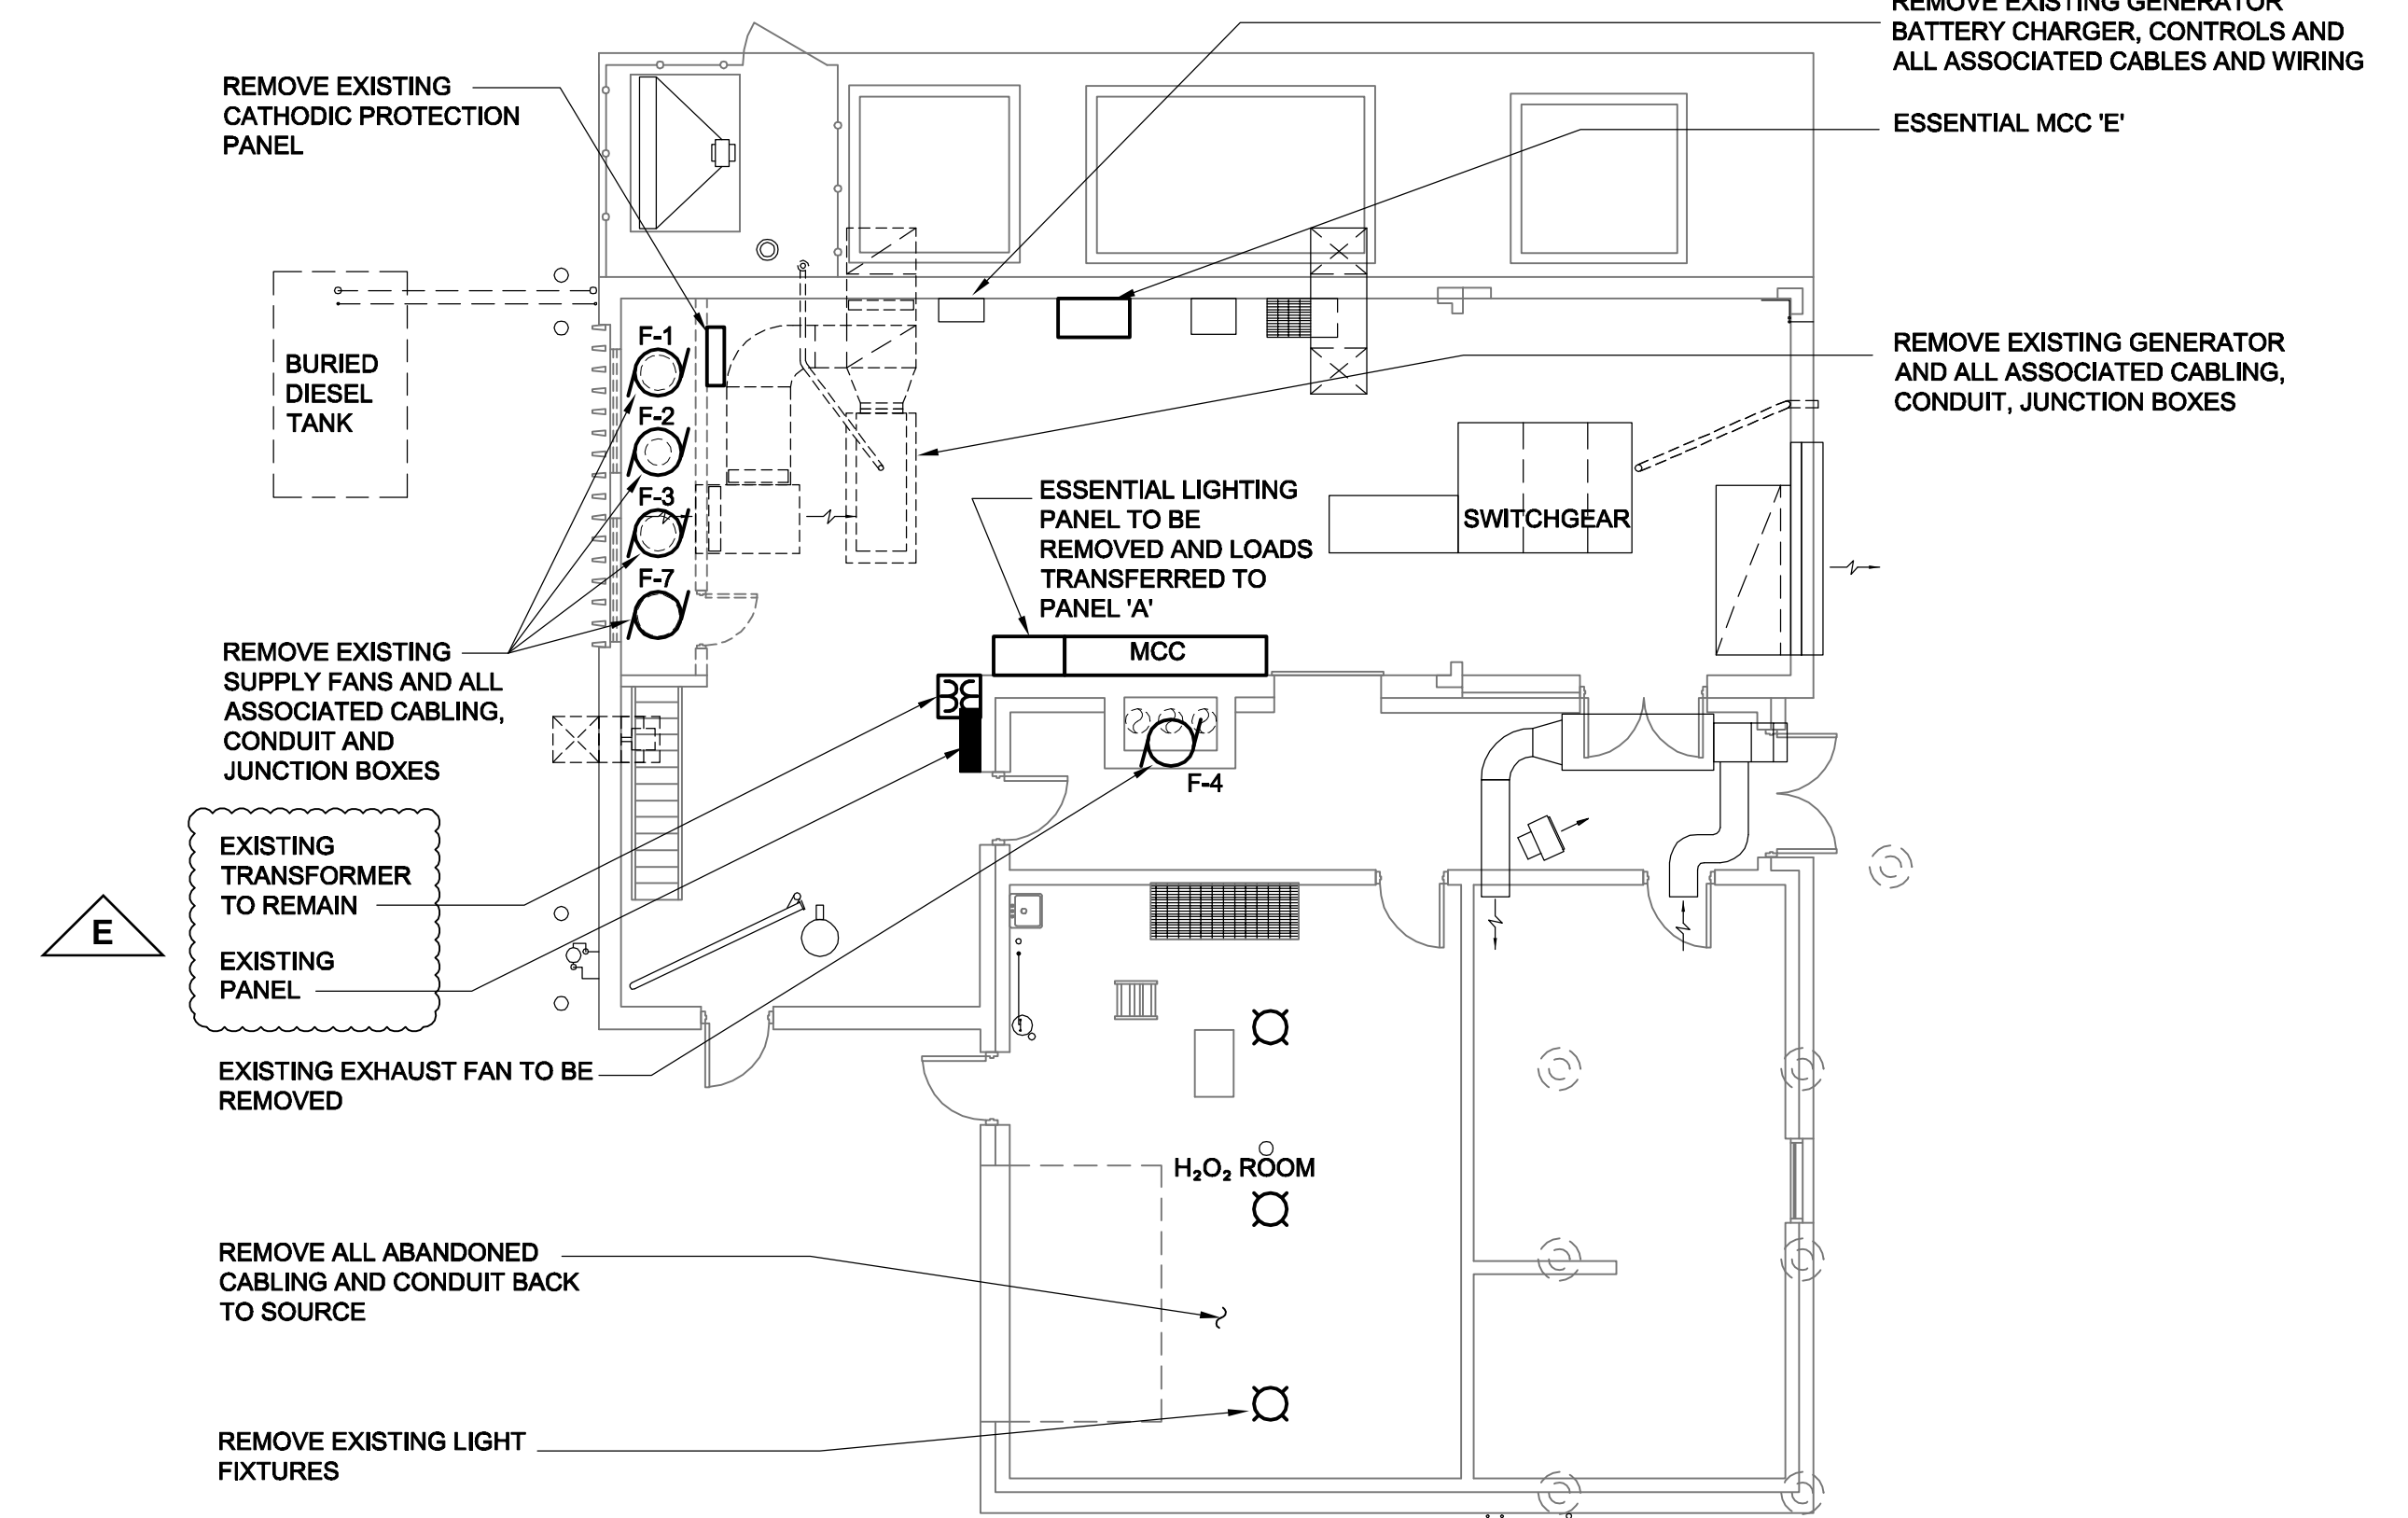 REMOVE EXISTING GENERATOR
BATTERY CHARGER, CONTROLS AND
ALL ASSOCIATED CABLES AND WIRING
REMOVE EXISTING
CATHODIC PROTECTION
PANEL
ESSENTIAL MCC 'E'
BURIED
DIESEL
TANK
F-1
F-2
F-3
F-7
REMOVE EXISTING GENERATOR
AND ALL ASSOCIATED CABLING,
CONDUIT, JUNCTION BOXES
ESSENTIAL LIGHTING
PANEL TO BE
REMOVED AND LOADS
TRANSFERRED TO
PANEL 'A'
SWITCHGEAR
MCC
REMOVE EXISTING
SUPPLY FANS AND ALL
ASSOCIATED CABLING,
CONDUIT AND
JUNCTION BOXES
F-4
EXISTING
TRANSFORMER
TO REMAIN
E
EXISTING
PANEL
EXISTING EXHAUST FAN TO BE
REMOVED
H₂O₂ ROOM
REMOVE ALL ABANDONED
CABLING AND CONDUIT BACK
TO SOURCE
REMOVE EXISTING LIGHT
FIXTURES